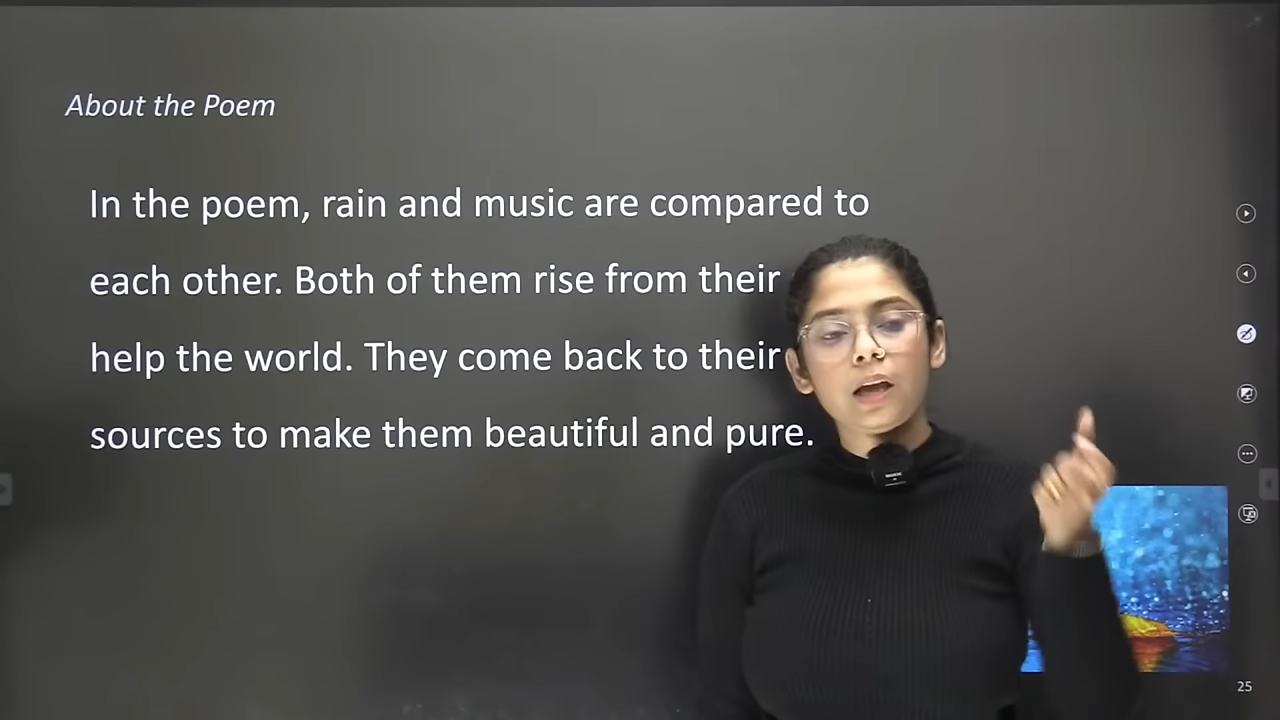 About the Poem
In the poem, rain and music are compared to
each other. Both of them rise from their
help the world. They come back to their
sources to make them beautiful and pure.
25